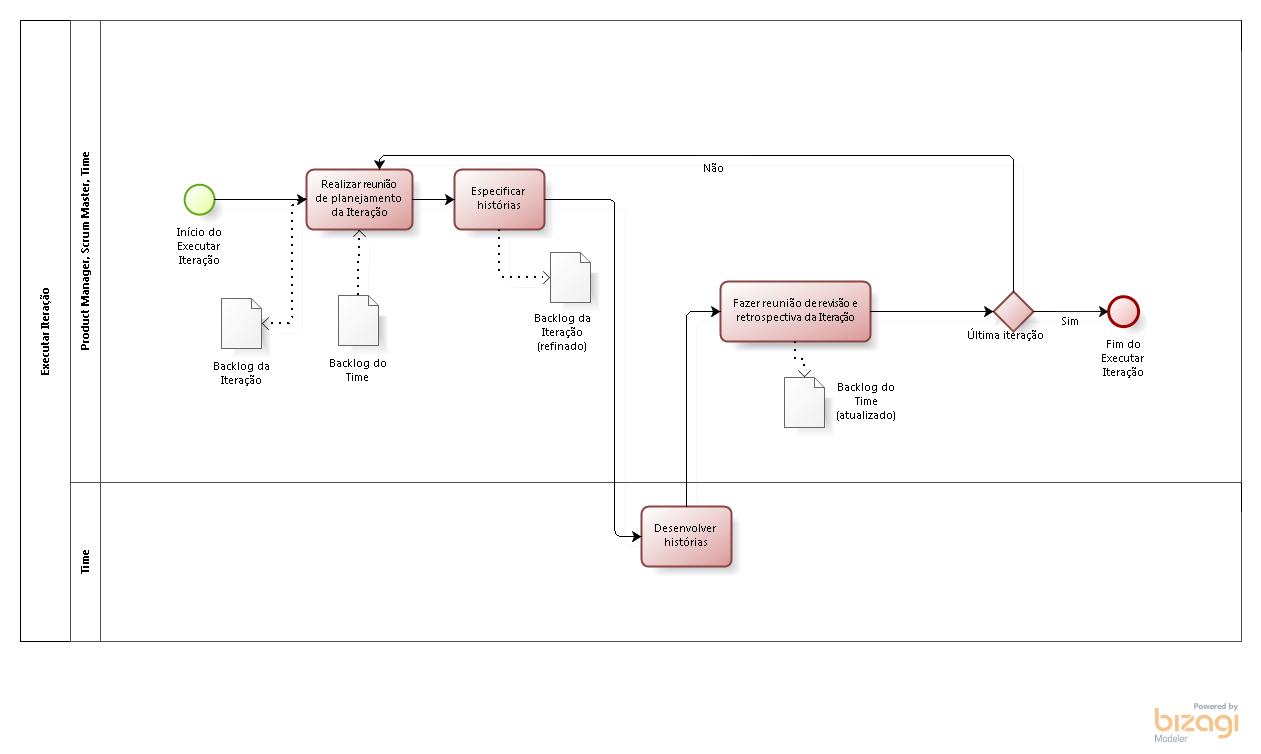 Executar Iteração
Product Manager, Scrum Master, Time
Time
Início do
Executar
Iteração
Realizar reunião
de planejamento
da Iteração
Especificar
histórias
Não
Backlog da
Iteração
Backlog do
Time
Backlog da
Iteração
(refinado)
Fazer reunião de revisão e
retrospectiva da Iteração
Última iteração
Sim
Fim do
Executar
Iteração
Backlog do
Time
(atualizado)
Desenvolver
histórias
Powered by
bizagi
Modeler